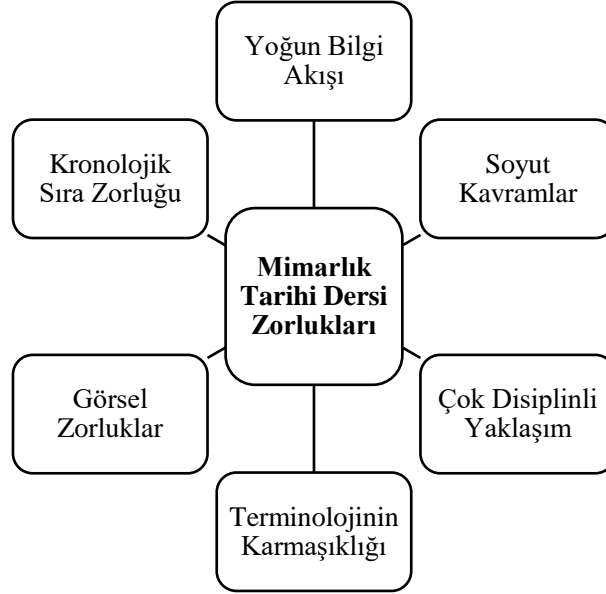 Yoğun Bilgi
Akışı
Kronolojik
Sıra Zorluğu
Soyut
Kavramlar
Mimarlık
Tarihi Dersi
Zorlukları
Görsel
Zorluklar
Çok Disiplinli
Yaklaşım
Terminolojinin
Karmaşıklığı